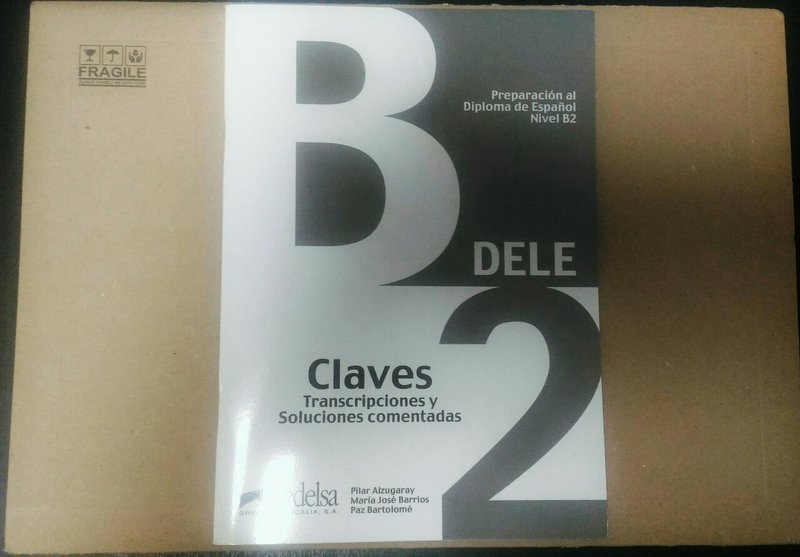 FRAGILE
B
Preparación al
Diploma de Español
Nivel B2
DELE
2
Claves
Transcripciones y
Soluciones comentadas
Pilar Alzugaray
María José Barrios
Paz Bartolomé